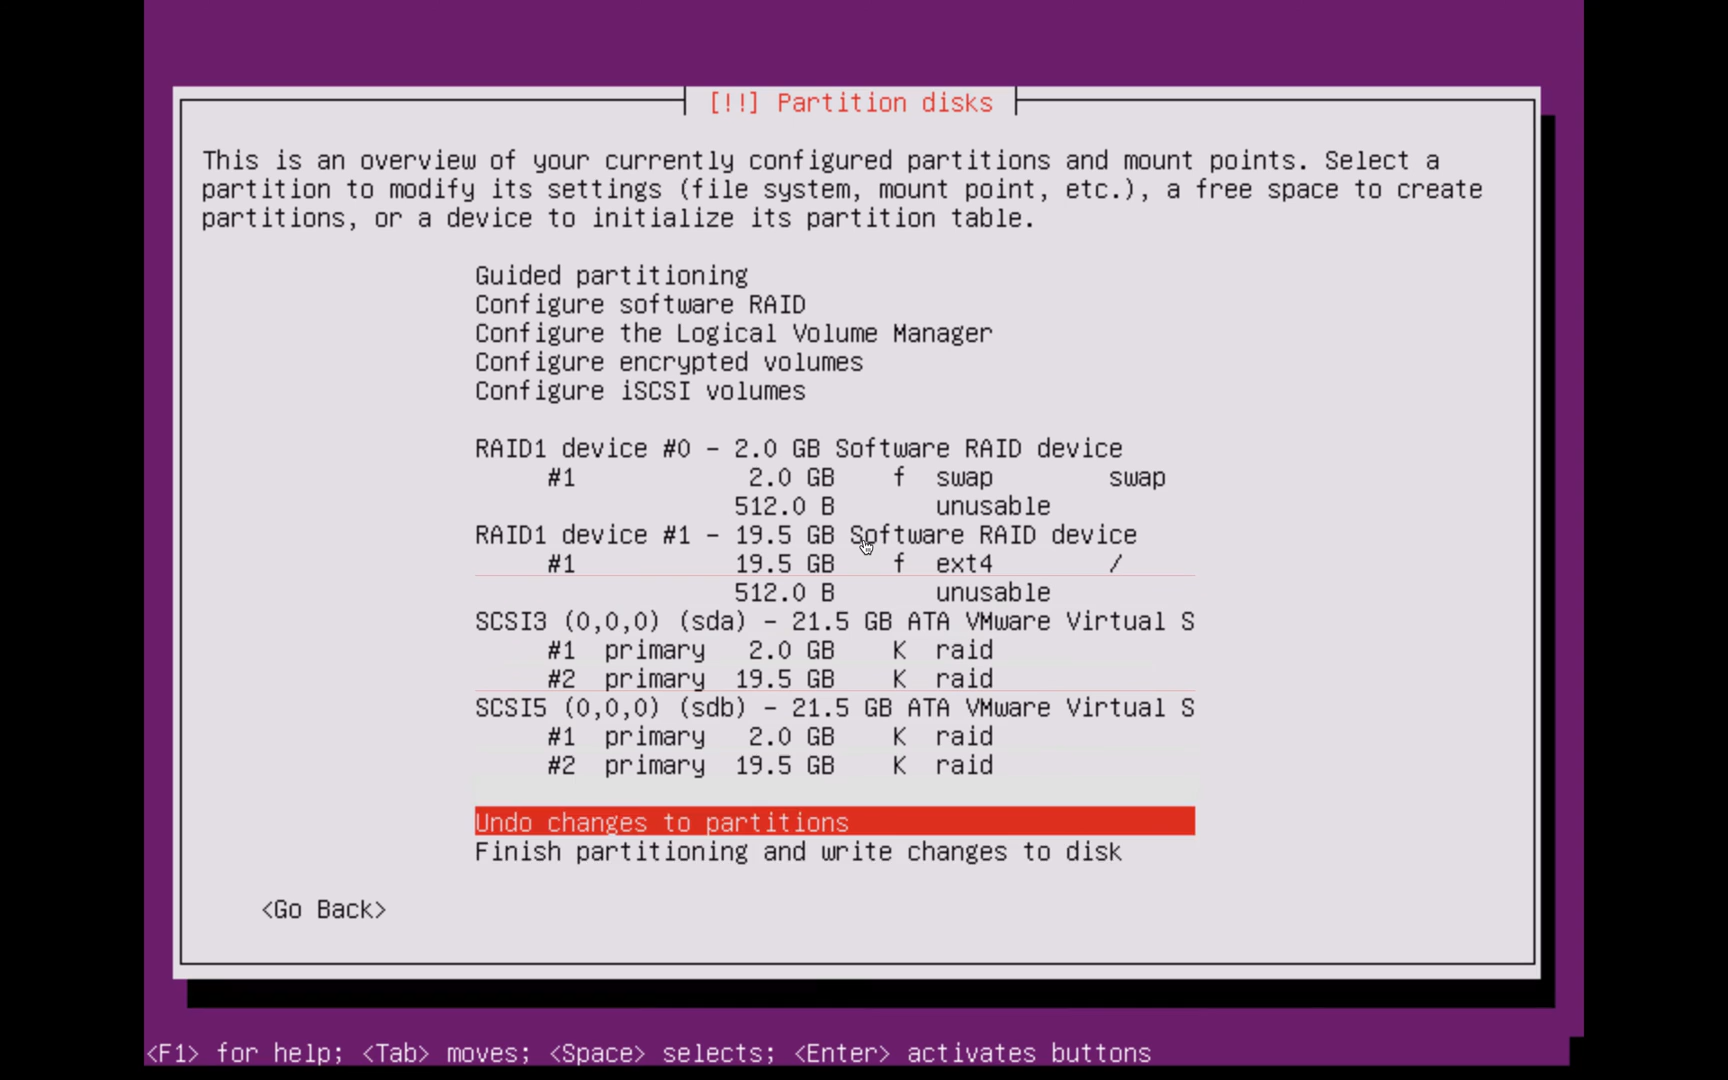 [!!] Partition disks
This is an overview of your currently configured partitions and mount points. Select a
partition to modify its settings (file system, mount point, etc.), a free space to create
partitions, or a device to initialize its partition table.
Guided partitioning
Configure software RAID
Configure the Logical Volume Manager
Configure encrypted volumes
Configure iSCSI volumes
RAID1 device #0 – 2.0 GB Software RAID device
#1 2.0 GB f swap swap
512.0 B unusable
RAID1 device #1 – 19.5 GB Software RAID device
#1 19.5 GB f ext4 /
512.0 B unusable
SCSI3 (0,0,0) (sda) – 21.5 GB ATA VMware Virtual S
#1 primary 2.0 GB K raid
#2 primary 19.5 GB K raid
SCSI5 (0,0,0) (sdb) – 21.5 GB ATA VMware Virtual S
#1 primary 2.0 GB K raid
#2 primary 19.5 GB K raid
Undo changes to partitions
Finish partitioning and write changes to disk
<Go Back>
<F1> for help; <Tab> moves; <Space> selects; <Enter> activates buttons